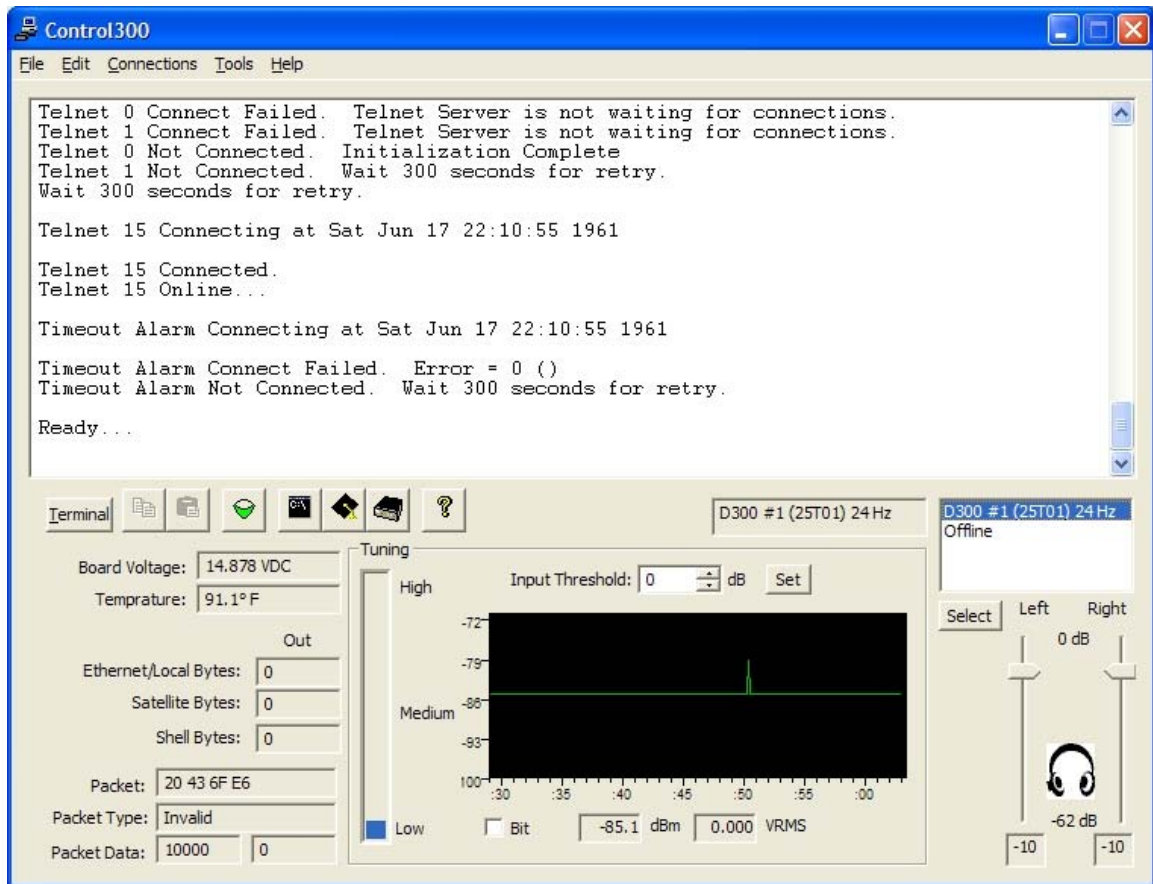 Control300
File Edit Connections Tools Help
Telnet 0 Connect Failed. Telnet Server is not waiting for connections.
Telnet 1 Connect Failed. Telnet Server is not waiting for connections.
Telnet 0 Not Connected. Initialization Complete
Telnet 1 Not Connected. Wait 300 seconds for retry.
Wait 300 seconds for retry.
Telnet 15 Connecting at Sat Jun 17 22:10:55 1961
Telnet 15 Connected.
Telnet 15 Online...
Timeout Alarm Connecting at Sat Jun 17 22:10:55 1961
Timeout Alarm Connect Failed. Error = 0 ()
Timeout Alarm Not Connected. Wait 300 seconds for retry.
Ready...
Terminal
C:\
?
D300 #1 (25T01) 24 Hz
D300 #1 (25T01) 24 Hz
Offline
Board Voltage: 14.878 VDC
Temprature: 91.1° F
Out
Ethernet/Local Bytes: 0
Satellite Bytes: 0
Shell Bytes: 0
Packet: 20 43 6F E6
Packet Type: Invalid
Packet Data: 10000 0
Tuning
High
Medium
Low
Input Threshold: 0 dB Set
-72
-79
-86
-93
100
:30 :35 :40 :45 :50 :55 :00
Bit -85.1 dBm 0.000 VRMS
Select Left Right
0 dB
-62 dB
-10 -10